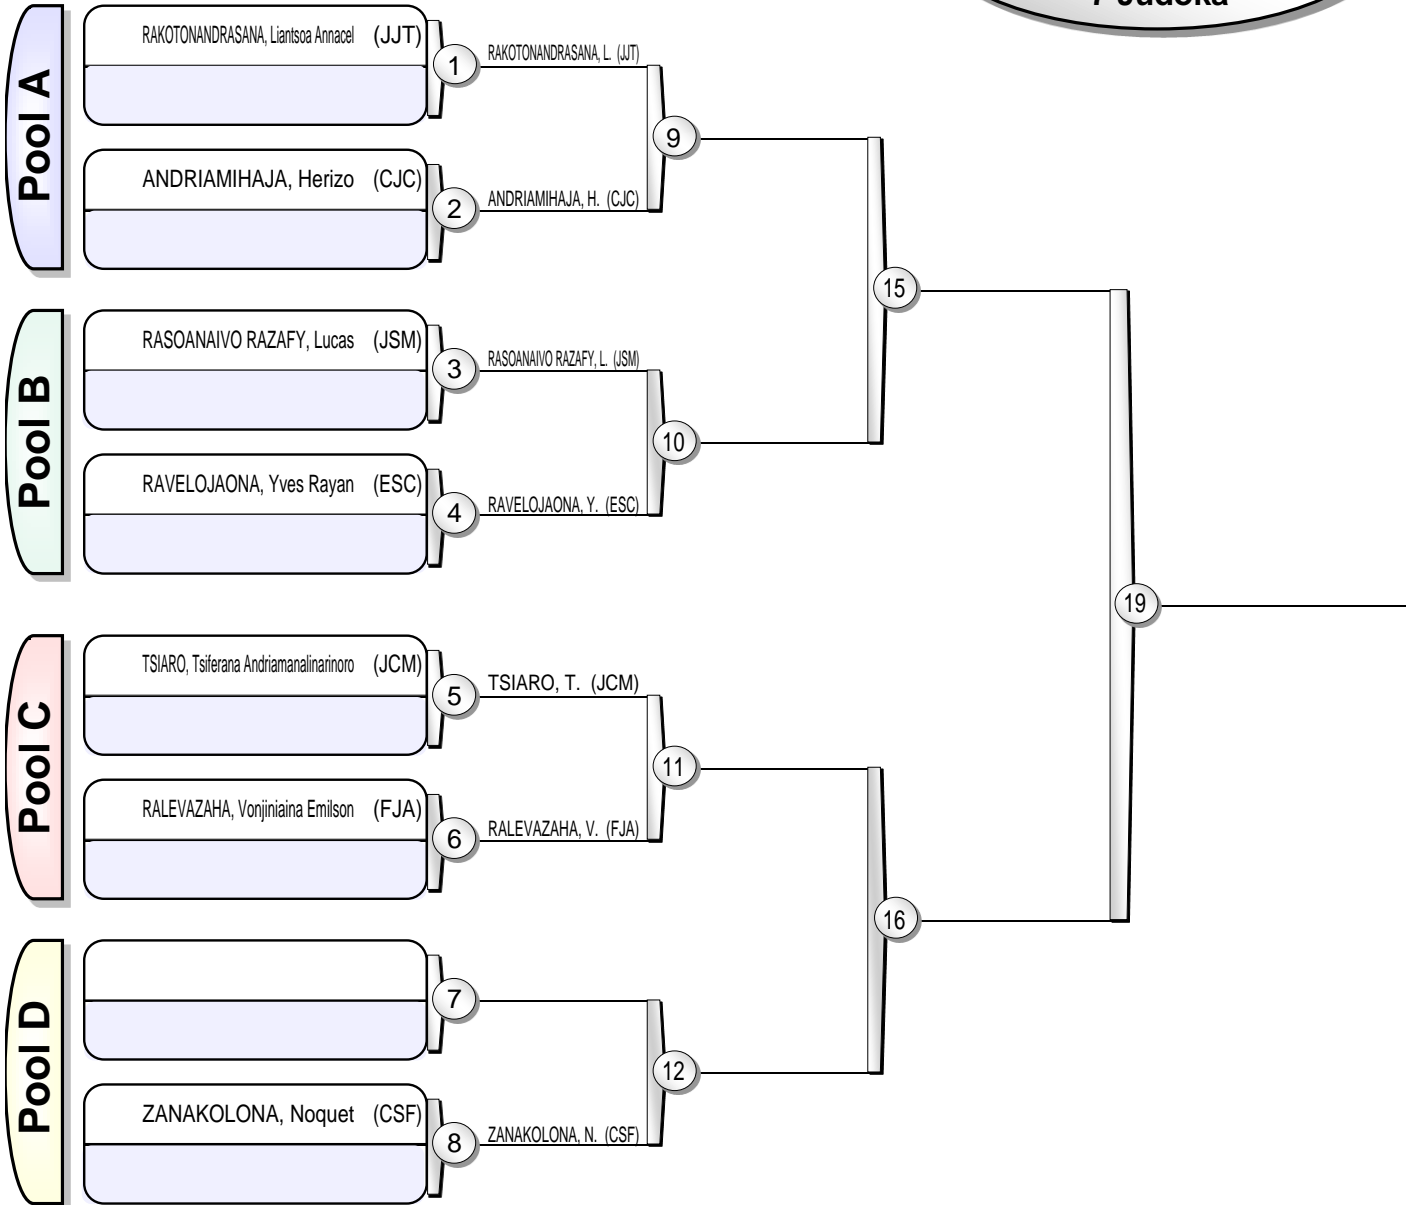 7 Judoka
Pool A
RAKOTONANDRASANA, Liantsoa Annacel (JJT)
1
RAKOTONANDRASANA, L. (JJT)
9
ANDRIAMIHAJA, Herizo (CJC)
2
ANDRIAMIHAJA, H. (CJC)
15
Pool B
RASOANAIVO RAZAFY, Lucas (JSM)
3
RASOANAIVO RAZAFY, L. (JSM)
10
RAVELOJAONA, Yves Rayan (ESC)
4
RAVELOJAONA, Y. (ESC)
19
Pool C
TSIARO, Tsiferana Andriamanalinarinoro (JCM)
5
TSIARO, T. (JCM)
11
RALEVAZAHA, Vonjiniaina Emilson (FJA)
6
RALEVAZAHA, V. (FJA)
16
Pool D
7
12
ZANAKOLONA, Noquet (CSF)
8
ZANAKOLONA, N. (CSF)